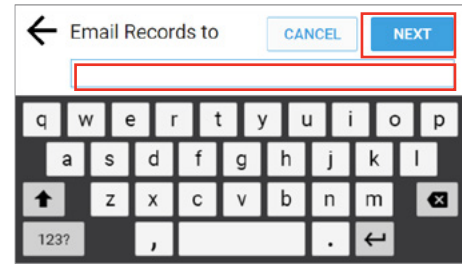 Email Records to CANCEL NEXT
q w e r t y u i o p
a s d f g h j k l
z x c v b n m
123? , .